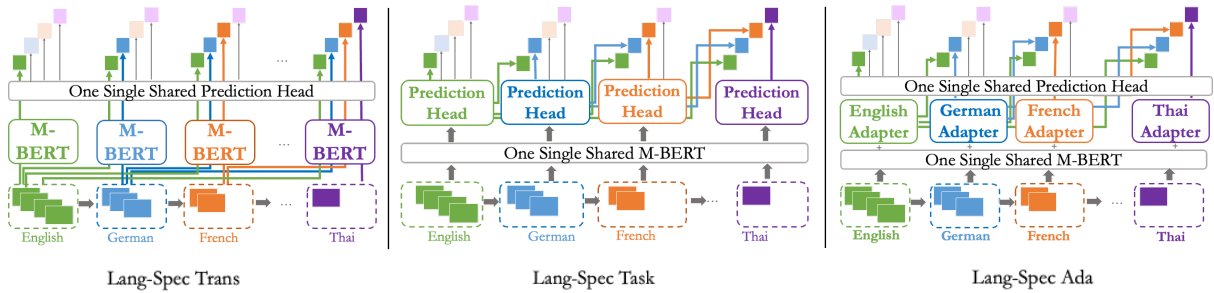 One Single Shared Prediction Head
M-
BERT
M-
BERT
M-
BERT
...
M-
BERT
English
German
French
...
Thai
Lang-Spec Trans
Prediction
Head
Prediction
Head
Prediction
Head
Prediction
Head
One Single Shared M-BERT
English
German
French
...
Thai
Lang-Spec Task
One Single Shared Prediction Head
English
Adapter
German
Adapter
French
Adapter
Thai
Adapter
+
+
+
+
One Single Shared M-BERT
English
German
French
...
Thai
Lang-Spec Ada